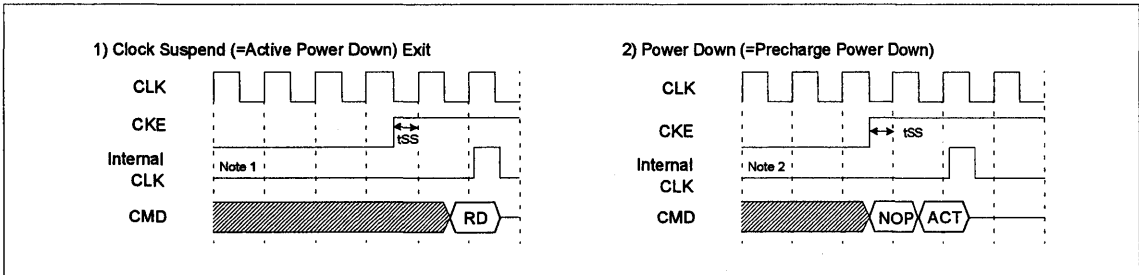 1) Clock Suspend (=Active Power Down) Exit
CLK
CKE
tSS
Internal
CLK
Note 1
CMD
RD
2) Power Down (=Precharge Power Down)
CLK
CKE
tSS
Internal
CLK
Note 2
CMD
NOP
ACT